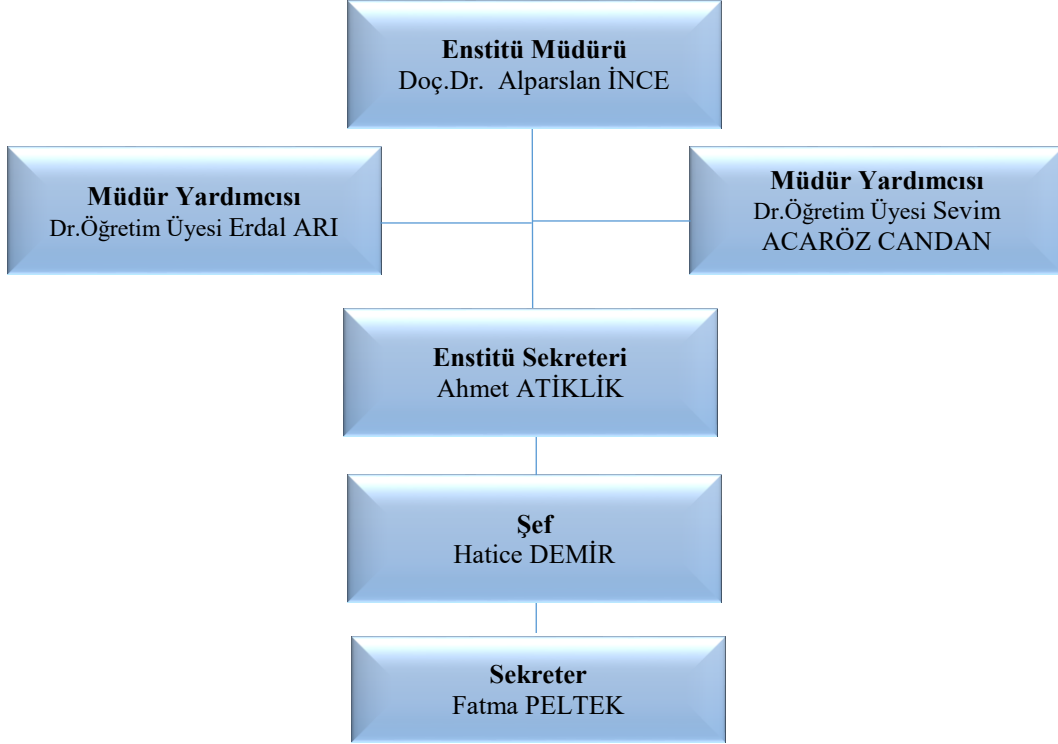 Enstitü Müdürü
Doç.Dr. Alparslan İNCE
Müdür Yardımcısı
Dr.Öğretim Üyesi Erdal ARI
Müdür Yardımcısı
Dr.Öğretim Üyesi Sevim
ACARÖZ CANDAN
Enstitü Sekreteri
Ahmet ATİKLİK
Şef
Hatice DEMİR
Sekreter
Fatma PELTEK